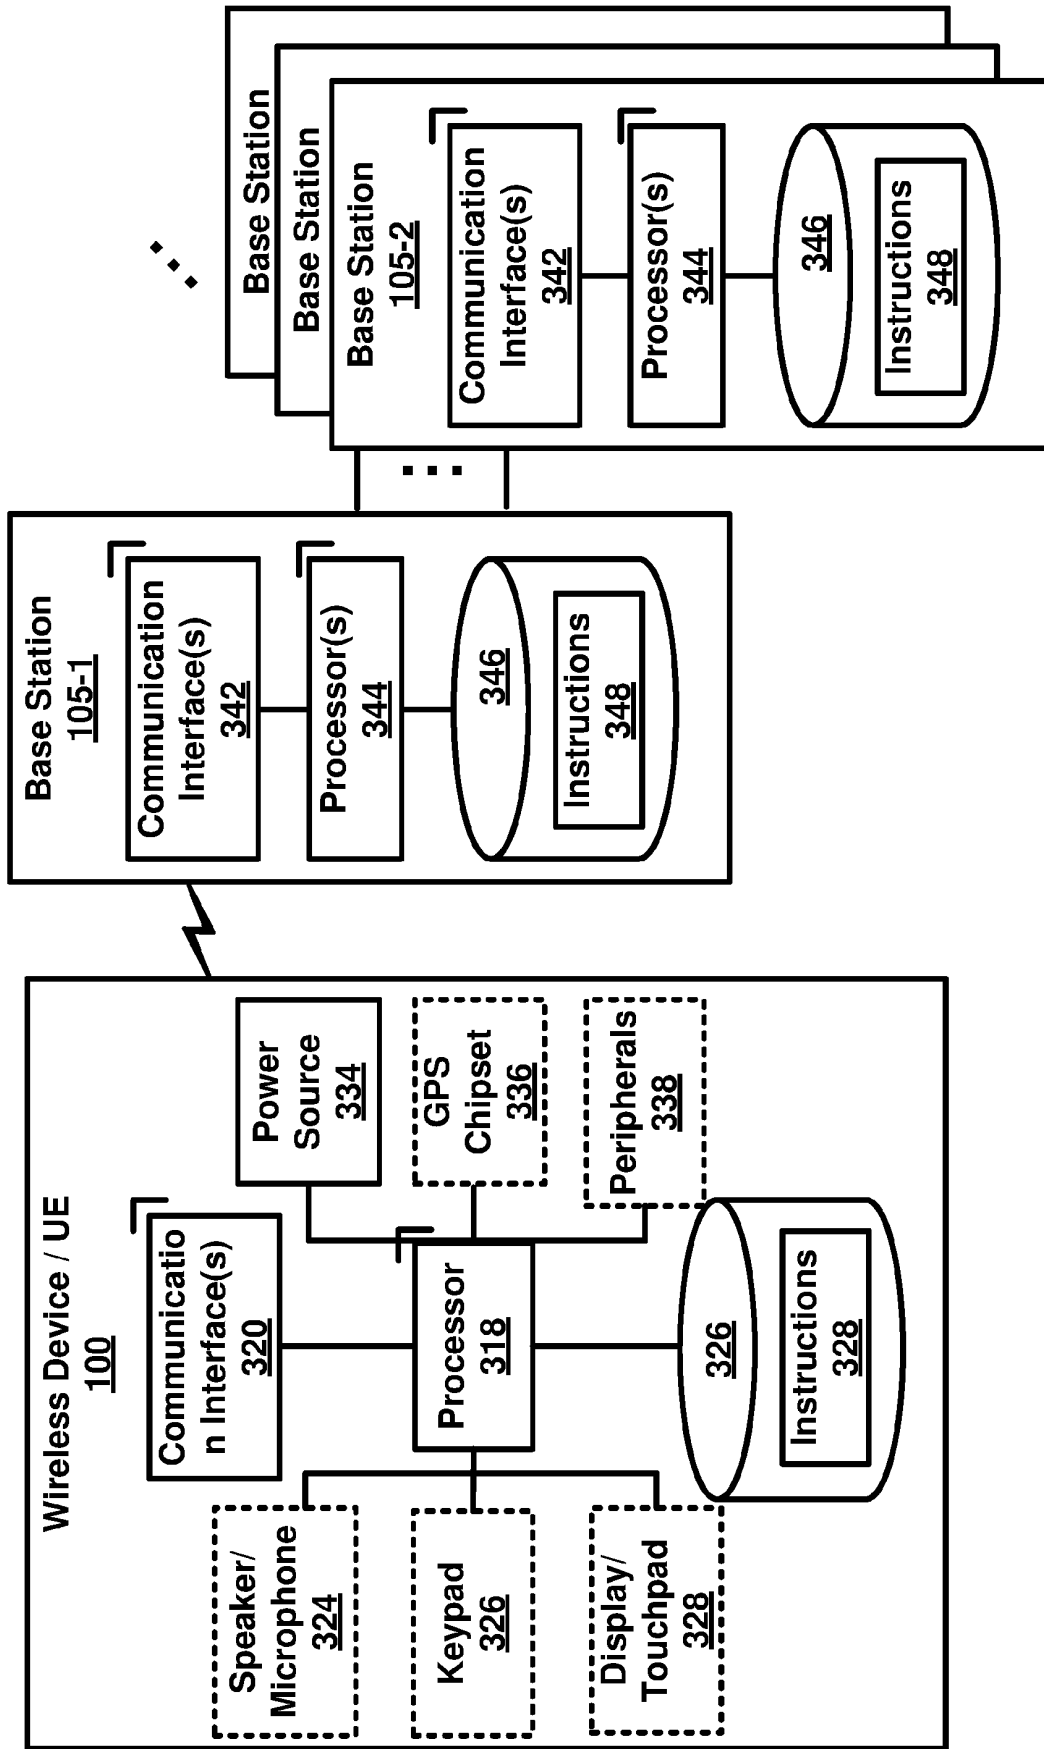 Wireless Device / UE
100
Communicatio
n Interface(s)
320
Speaker/
Microphone
324
Keypad
326
Display/
Touchpad
328
Processor
318
Power
Source
334
GPS
Chipset
336
Peripherals
338
326
Instructions
328
Base Station
105-1
Communication
Interface(s)
342
Processor(s)
344
346
Instructions
348
Base Station
Base Station
Base Station
105-2
Communication
Interface(s)
342
Processor(s)
344
346
Instructions
348